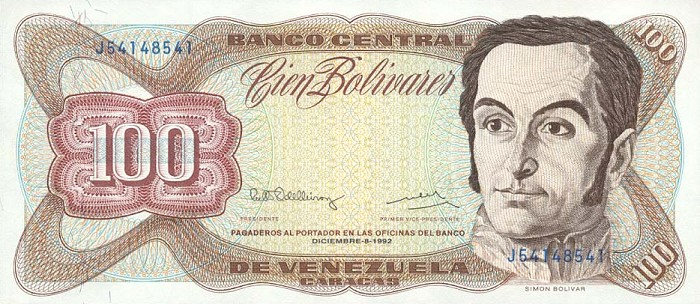 BANCO CENTRAL
100
J54148541
Cien Bolivares
100
PRESIDENTE
PRIMER VICE-PRESIDENTE
PAGADEROS AL PORTADOR EN LAS OFICINAS DEL BANCO
DICIEMBRE-8-1992
J54148541
DE VENEZUELA
CARACAS
SIMON BOLIVAR
100